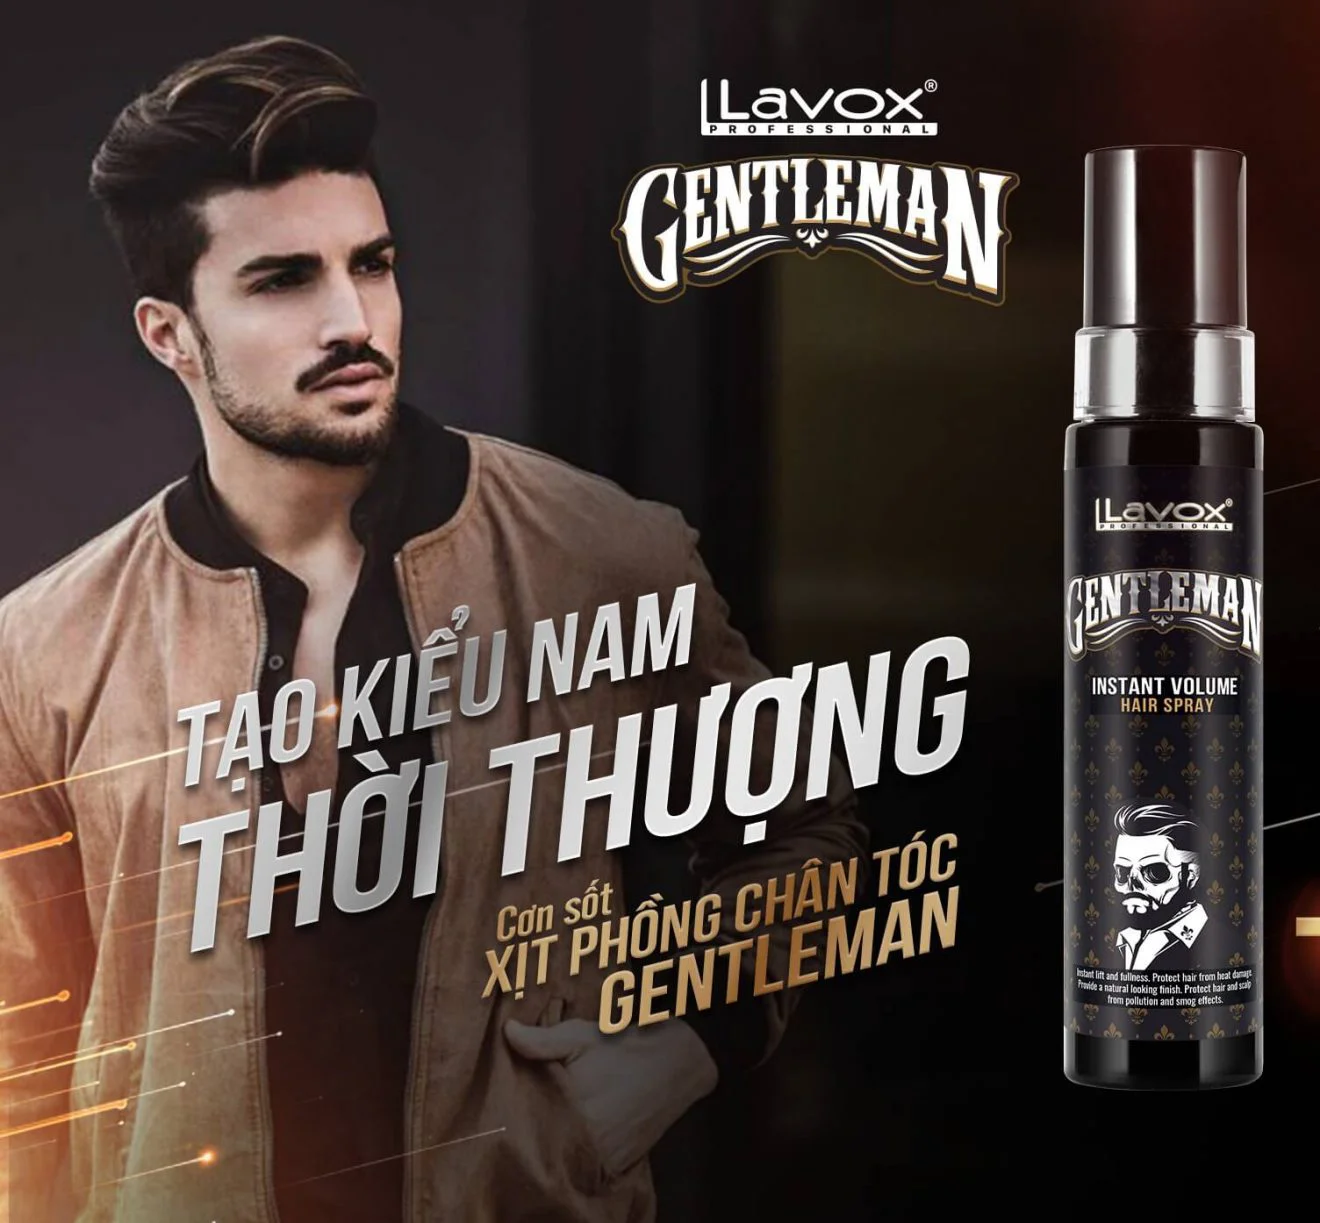 Lavox®
PROFESSIONAL
GENTLEMAN
TẠO KIỂU NAM
THỜI THƯỢNG
Cơn sốt
XỊT PHỒNG CHÂN TÓC
GENTLEMAN
Lavox®
PROFESSIONAL
GENTLEMAN
INSTANT VOLUME
HAIR SPRAY
Instant lift and fullness. Protect hair from heat damage.
Provide a natural looking finish. Protect hair and scalp
from pollution and smog effects.